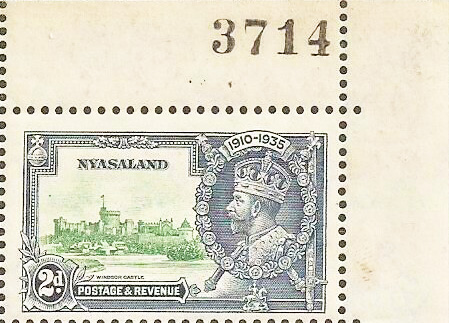 3714
1910-1935
NYASALAND
WINDSOR CASTLE
2d.
POSTAGE & REVENUE